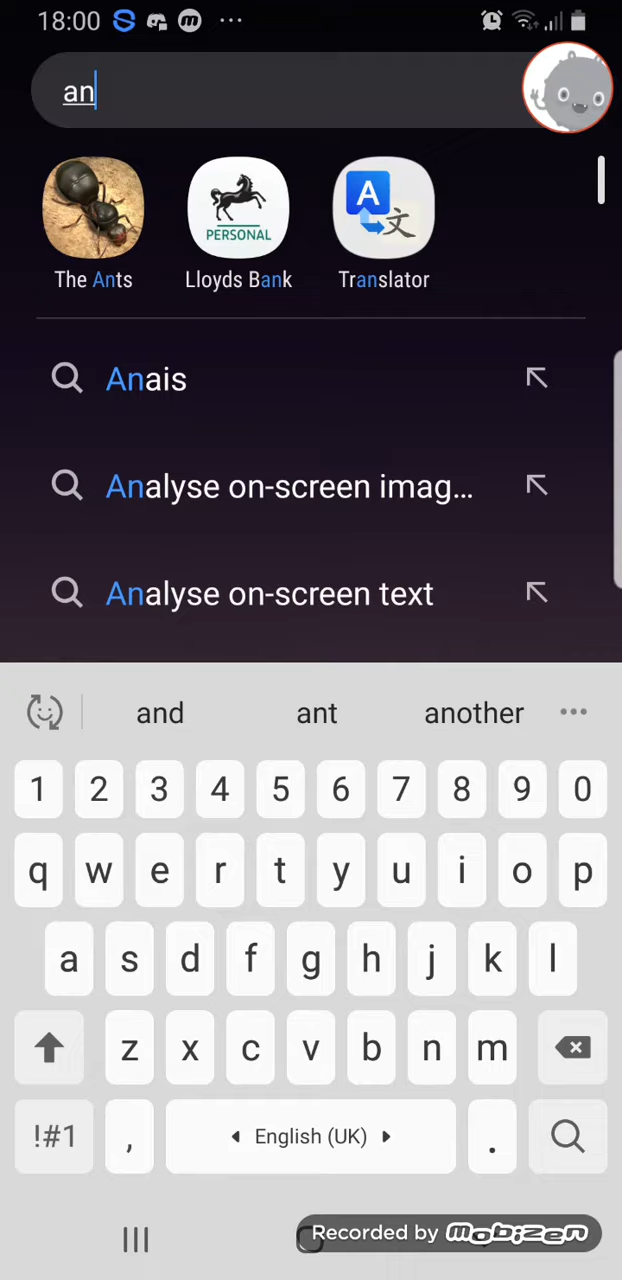 18:00
an
A 文
PERSONAL
The Ants
Lloyds Bank
Translator
Anais
Analyse on-screen imag...
Analyse on-screen text
and ant another
1 2 3 4 5 6 7 8 9 0
q w e r t y u i o p
a s d f g h j k l
z x c v b n m
!#1 , English (UK) .
Recorded by mobizen